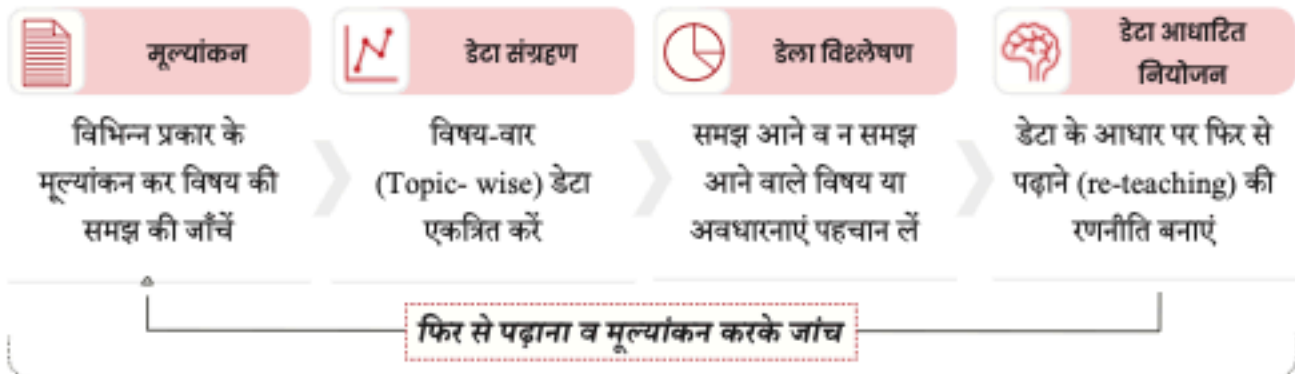 मूल्यांकन
विभिन्न प्रकार के
मूल्यांकन कर विषय की
समझ की जाँचें
डेटा संग्रहण
विषय-वार
(Topic- wise) डेटा
एकत्रित करें
डेला विश्लेषण
समझ आने व न समझ
आने वाले विषय या
अवधारनाएं पहचान लें
डेटा आधारित
नियोजन
डेटा के आधार पर फिर से
पढ़ाने (re-teaching) की
रणनीति बनाएं
फिर से पढ़ाना व मूल्यांकन करके जांच